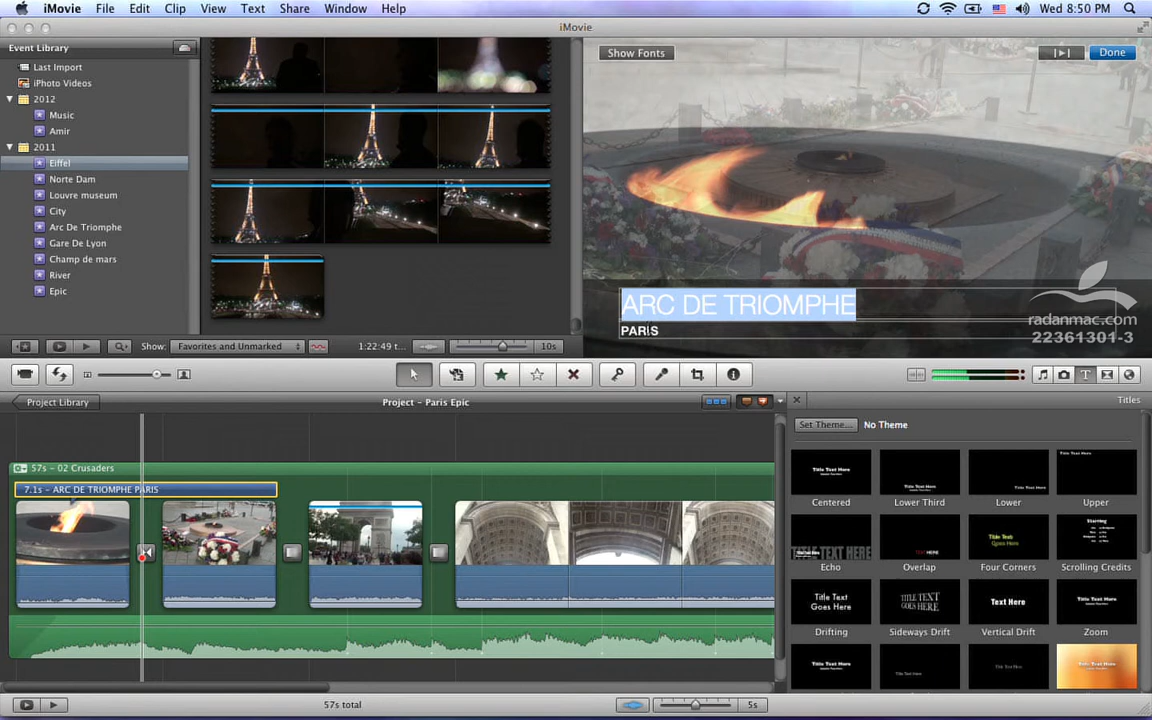 iMovie File Edit Clip View Text Share Window Help Wed 8:50 PM
iMovie
Event Library
Last Import
iPhoto Videos
2012
Music
Amir
2011
Eiffel
Norte Dam
Louvre museum
City
Arc De Triomphe
Gare De Lyon
Champ de mars
River
Epic
Show: Favorites and Unmarked 1:22:49 t... 10s
Show Fonts Done
ARC DE TRIOMPHE
PARIS
radanmac.com
22361301-3
Project Library Project - Paris Epic
57s - 02 Crusaders
7.1s - ARC DE TRIOMPHE PARIS
57s total 5s
Titles
Set Theme... No Theme
Title Text Here
Title Text Here
Title Text Here
Title Text Here
Centered Lower Third Lower Upper
TITLE TEXT HERE
HERE
Title Text
Here
Starring
Echo Overlap Four Corners Scrolling Credits
Title Text
Goes Here
TITLE TEXT
GOES HERE
Text Here
Title Text Here
Drifting Sideways Drift Vertical Drift Zoom
Title Text Here
Title Text Here
Title Text Here
Title Text Here